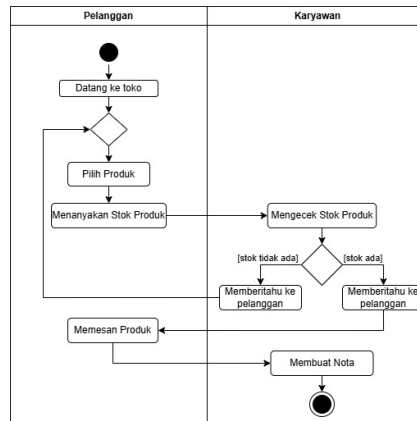 Pelanggan
Karyawan
Datang ke toko
Pilih Produk
Menanyakan Stok Produk
Mengecek Stok Produk
[stok tidak ada]
[stok ada]
Memberitahu ke
pelanggan
Memberitahu ke
pelanggan
Memesan Produk
Membuat Nota